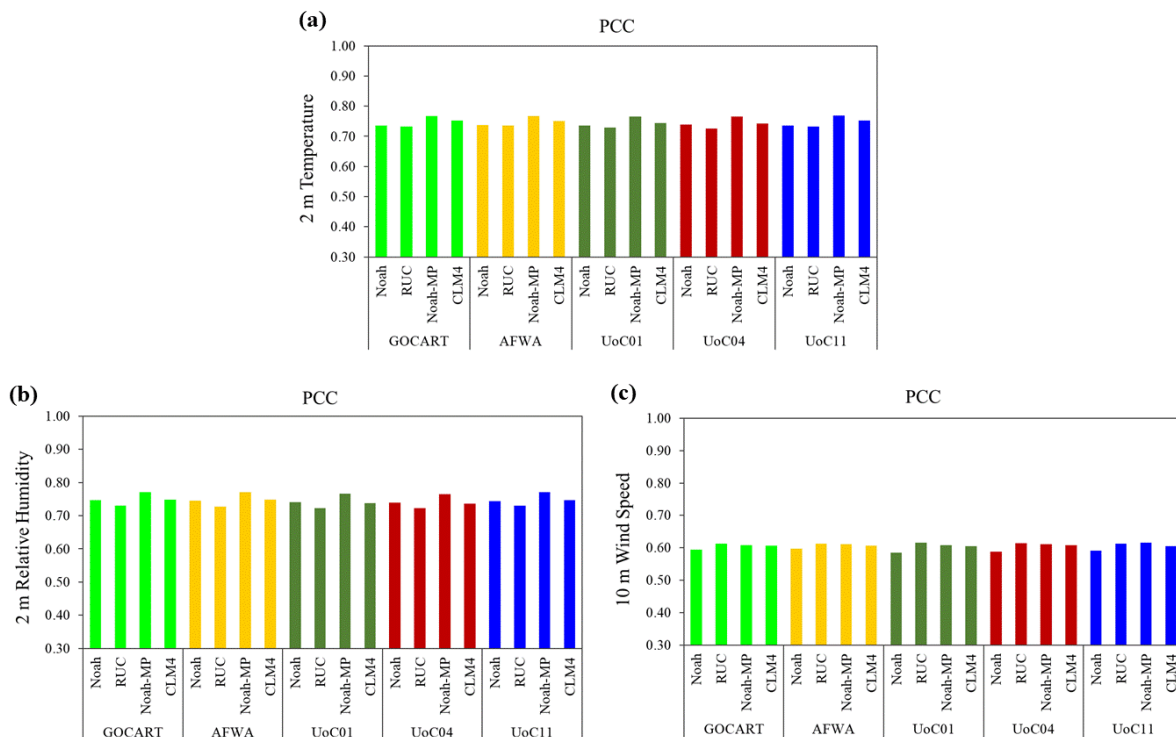 (a)
PCC
2 m Temperature
1.00
0.90
0.80
0.70
0.60
0.50
0.40
0.30
Noah RUC Noah-MP CLM4 Noah RUC Noah-MP CLM4 Noah RUC Noah-MP CLM4 Noah RUC Noah-MP CLM4 Noah RUC Noah-MP CLM4
GOCART AFWA UoC01 UoC04 UoC11
(b)
PCC
2 m Relative Humidity
1.00
0.90
0.80
0.70
0.60
0.50
0.40
0.30
Noah RUC Noah-MP CLM4 Noah RUC Noah-MP CLM4 Noah RUC Noah-MP CLM4 Noah RUC Noah-MP CLM4 Noah RUC Noah-MP CLM4
GOCART AFWA UoC01 UoC04 UoC11
(c)
PCC
10 m Wind Speed
1.00
0.90
0.80
0.70
0.60
0.50
0.40
0.30
Noah RUC Noah-MP CLM4 Noah RUC Noah-MP CLM4 Noah RUC Noah-MP CLM4 Noah RUC Noah-MP CLM4 Noah RUC Noah-MP CLM4
GOCART AFWA UoC01 UoC04 UoC11